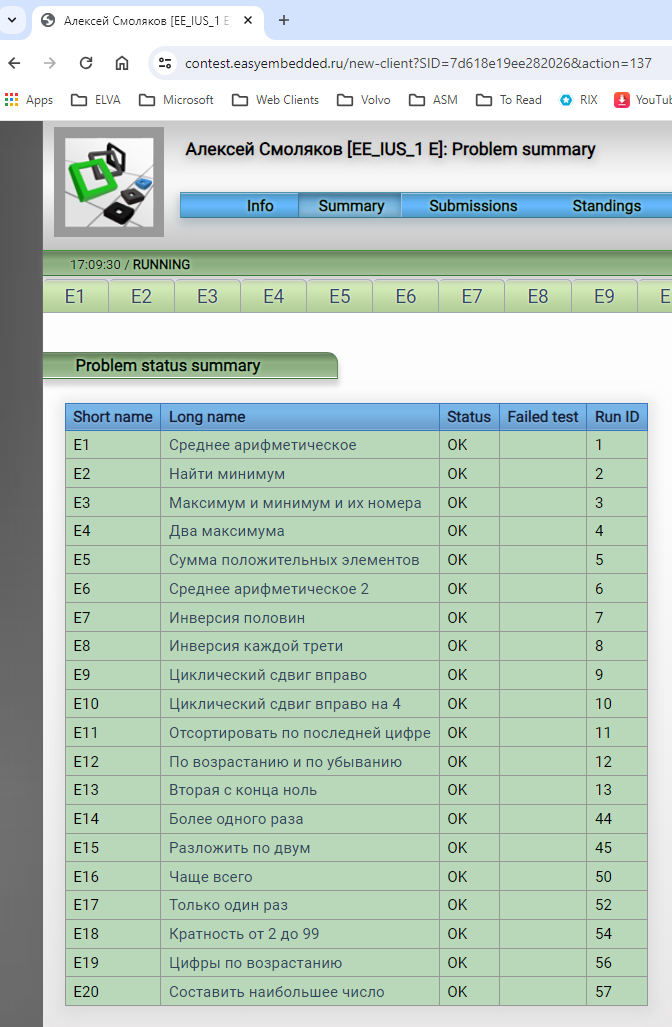 Алексей Смоляков [EE_IUS_1 E
contest.easyembedded.ru/new-client?SID=7d618e19ee282026&action=137
Apps ELVA Microsoft Web Clients Volvo ASM To Read RIX YouTub
Алексей Смоляков [EE_IUS_1 E]: Problem summary
Info Summary Submissions Standings
17:09:30 / RUNNING
E1 E2 E3 E4 E5 E6 E7 E8 E9 E
Problem status summary
Short name Long name Status Failed test Run ID
E1 Среднее арифметическое OK 1
E2 Найти минимум OK 2
E3 Максимум и минимум и их номера OK 3
E4 Два максимума OK 4
E5 Сумма положительных элементов OK 5
E6 Среднее арифметическое 2 OK 6
E7 Инверсия половин OK 7
E8 Инверсия каждой трети OK 8
E9 Циклический сдвиг вправо OK 9
E10 Циклический сдвиг вправо на 4 OK 10
E11 Отсортировать по последней цифре OK 11
E12 По возрастанию и по убыванию OK 12
E13 Вторая с конца ноль OK 13
E14 Более одного раза OK 44
E15 Разложить по двум OK 45
E16 Чаще всего OK 50
E17 Только один раз OK 52
E18 Кратность от 2 до 99 OK 54
E19 Цифры по возрастанию OK 56
E20 Составить наибольшее число OK 57